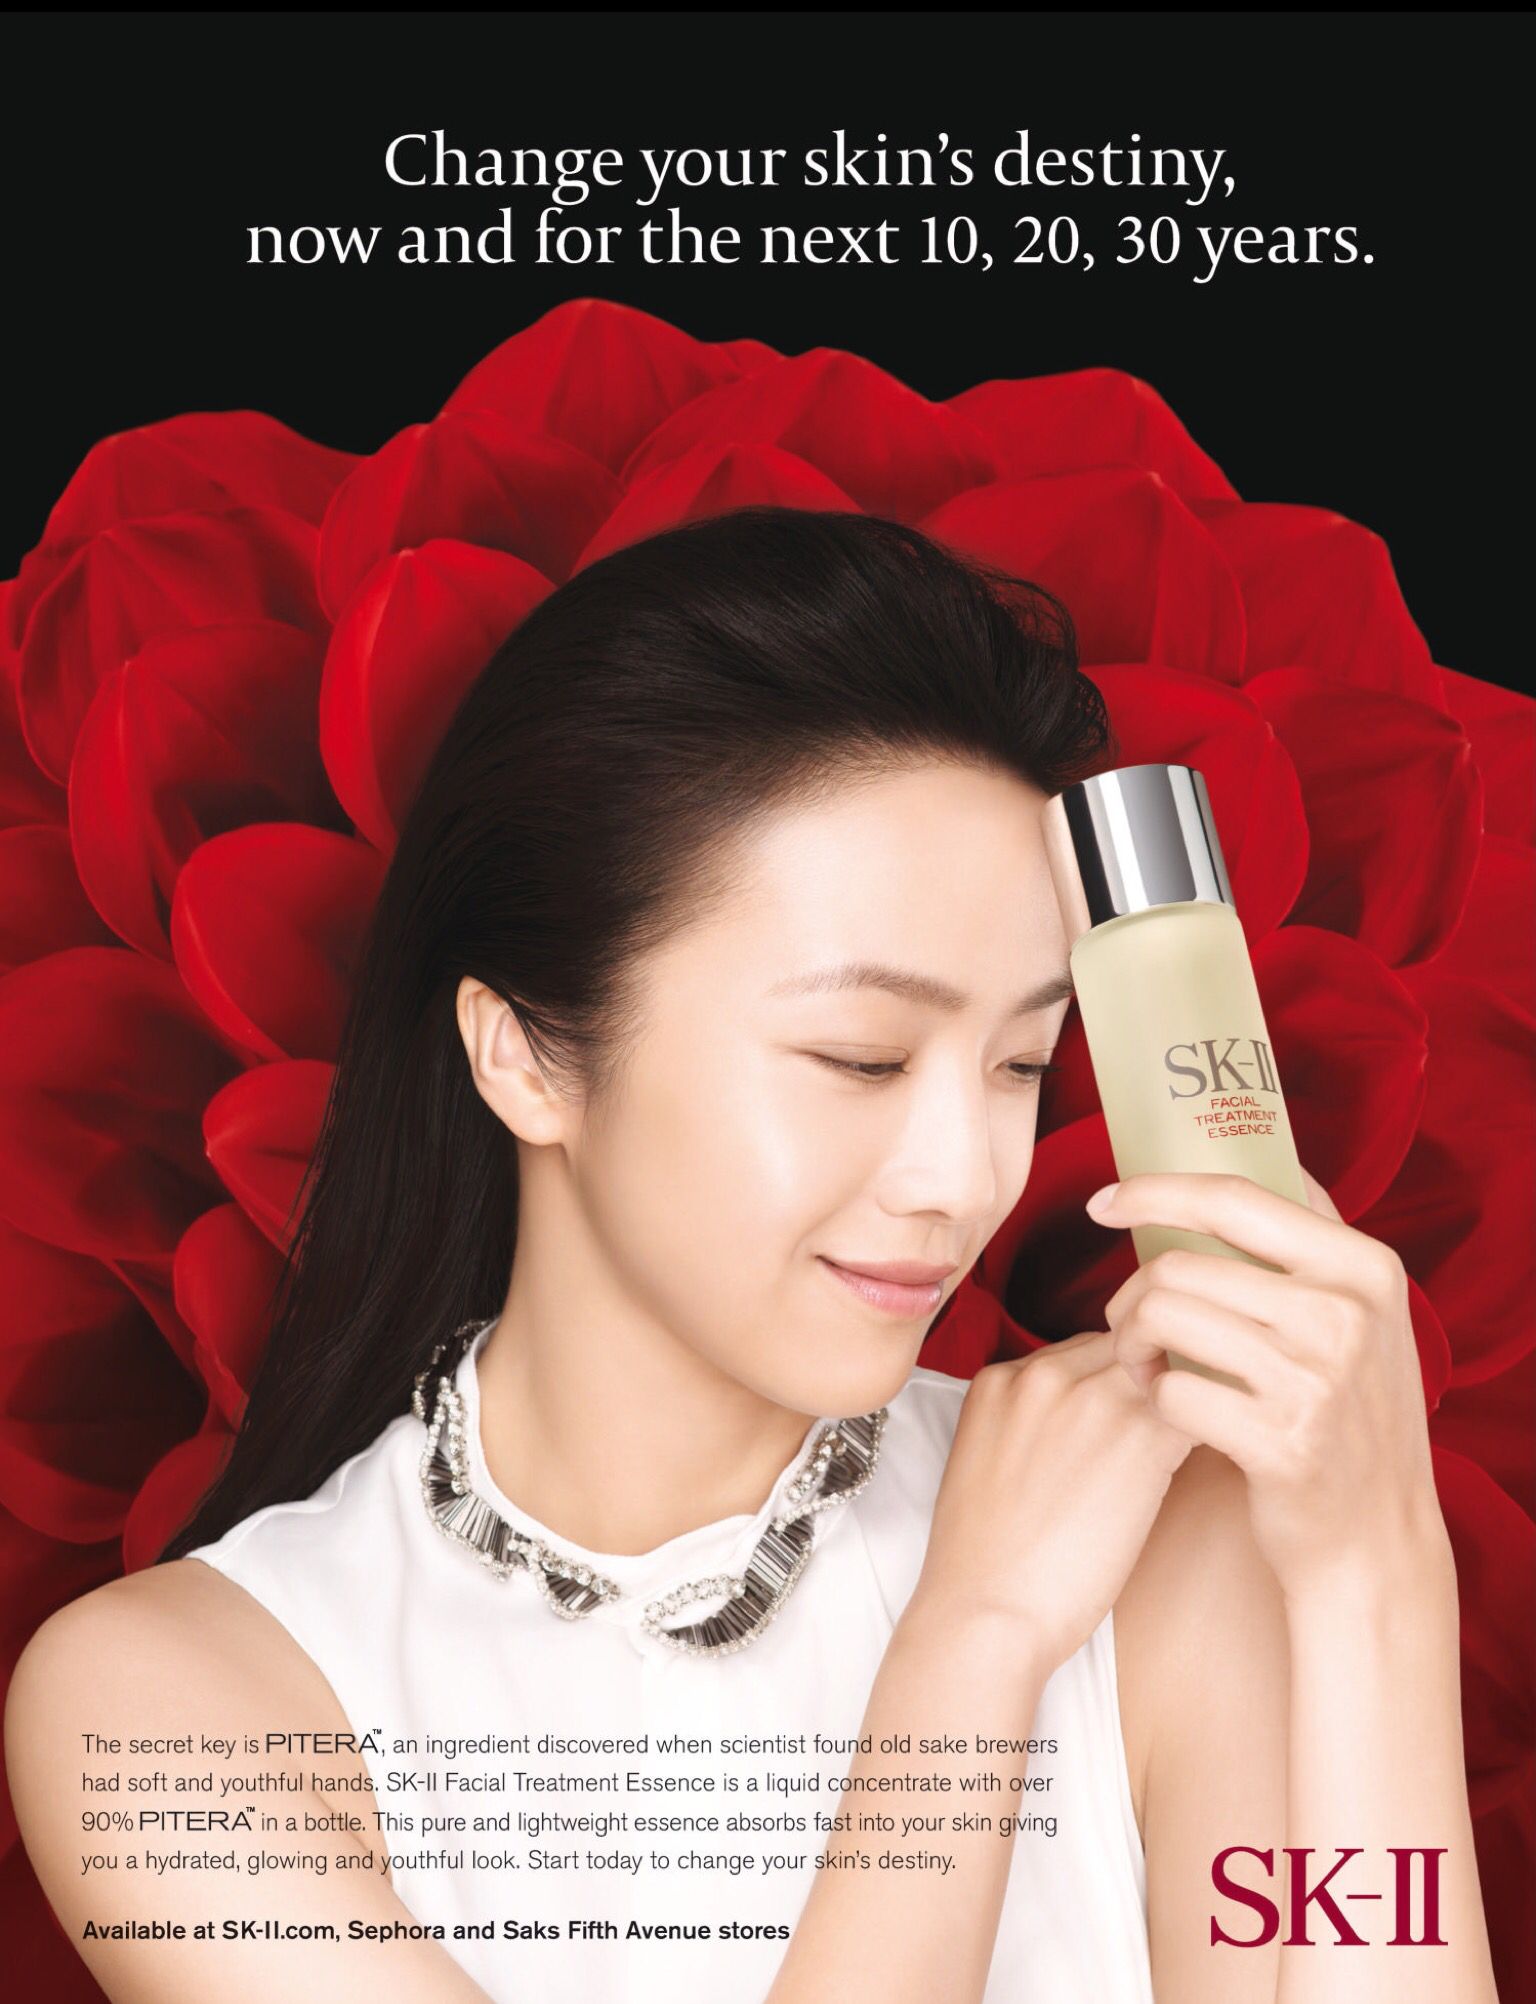 Change your skin's destiny,
now and for the next 10, 20, 30 years.
SK-II
FACIAL
TREATMENT
ESSENCE
The secret key is PITERA™, an ingredient discovered when scientist found old sake brewers
had soft and youthful hands. SK-II Facial Treatment Essence is a liquid concentrate with over
90% PITERA™ in a bottle. This pure and lightweight essence absorbs fast into your skin giving
you a hydrated, glowing and youthful look. Start today to change your skin's destiny.
Available at SK-II.com, Sephora and Saks Fifth Avenue stores
SK-II